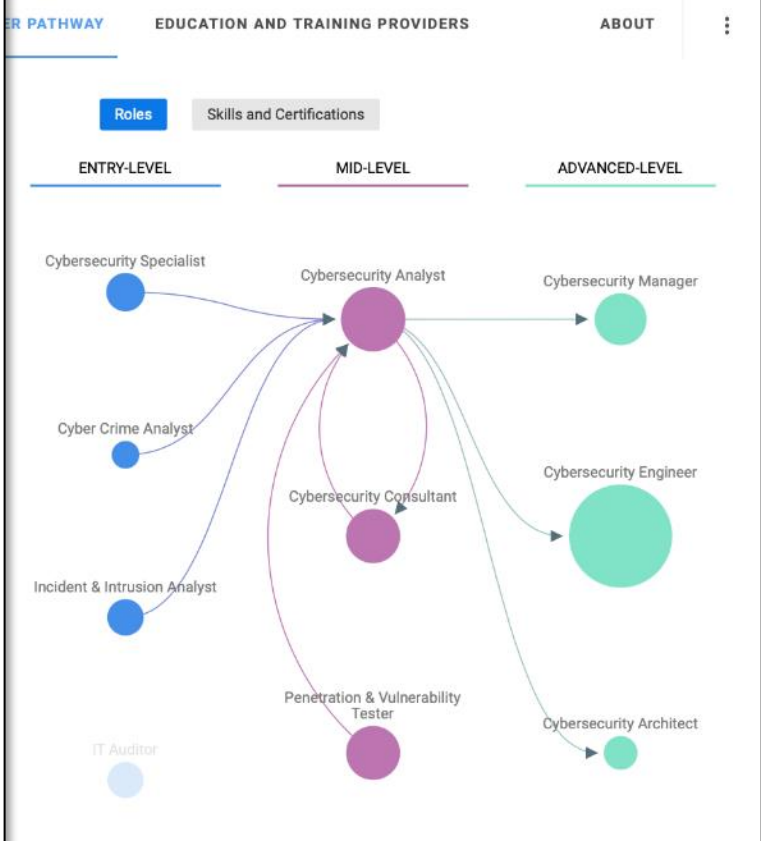 ER PATHWAY EDUCATION AND TRAINING PROVIDERS ABOUT
Roles Skills and Certifications
ENTRY-LEVEL MID-LEVEL ADVANCED-LEVEL
Cybersecurity Specialist
Cybersecurity Analyst
Cybersecurity Manager
Cyber Crime Analyst
Cybersecurity Engineer
Cybersecurity Consultant
Incident & Intrusion Analyst
Penetration & Vulnerability
Tester
Cybersecurity Architect
IT Auditor